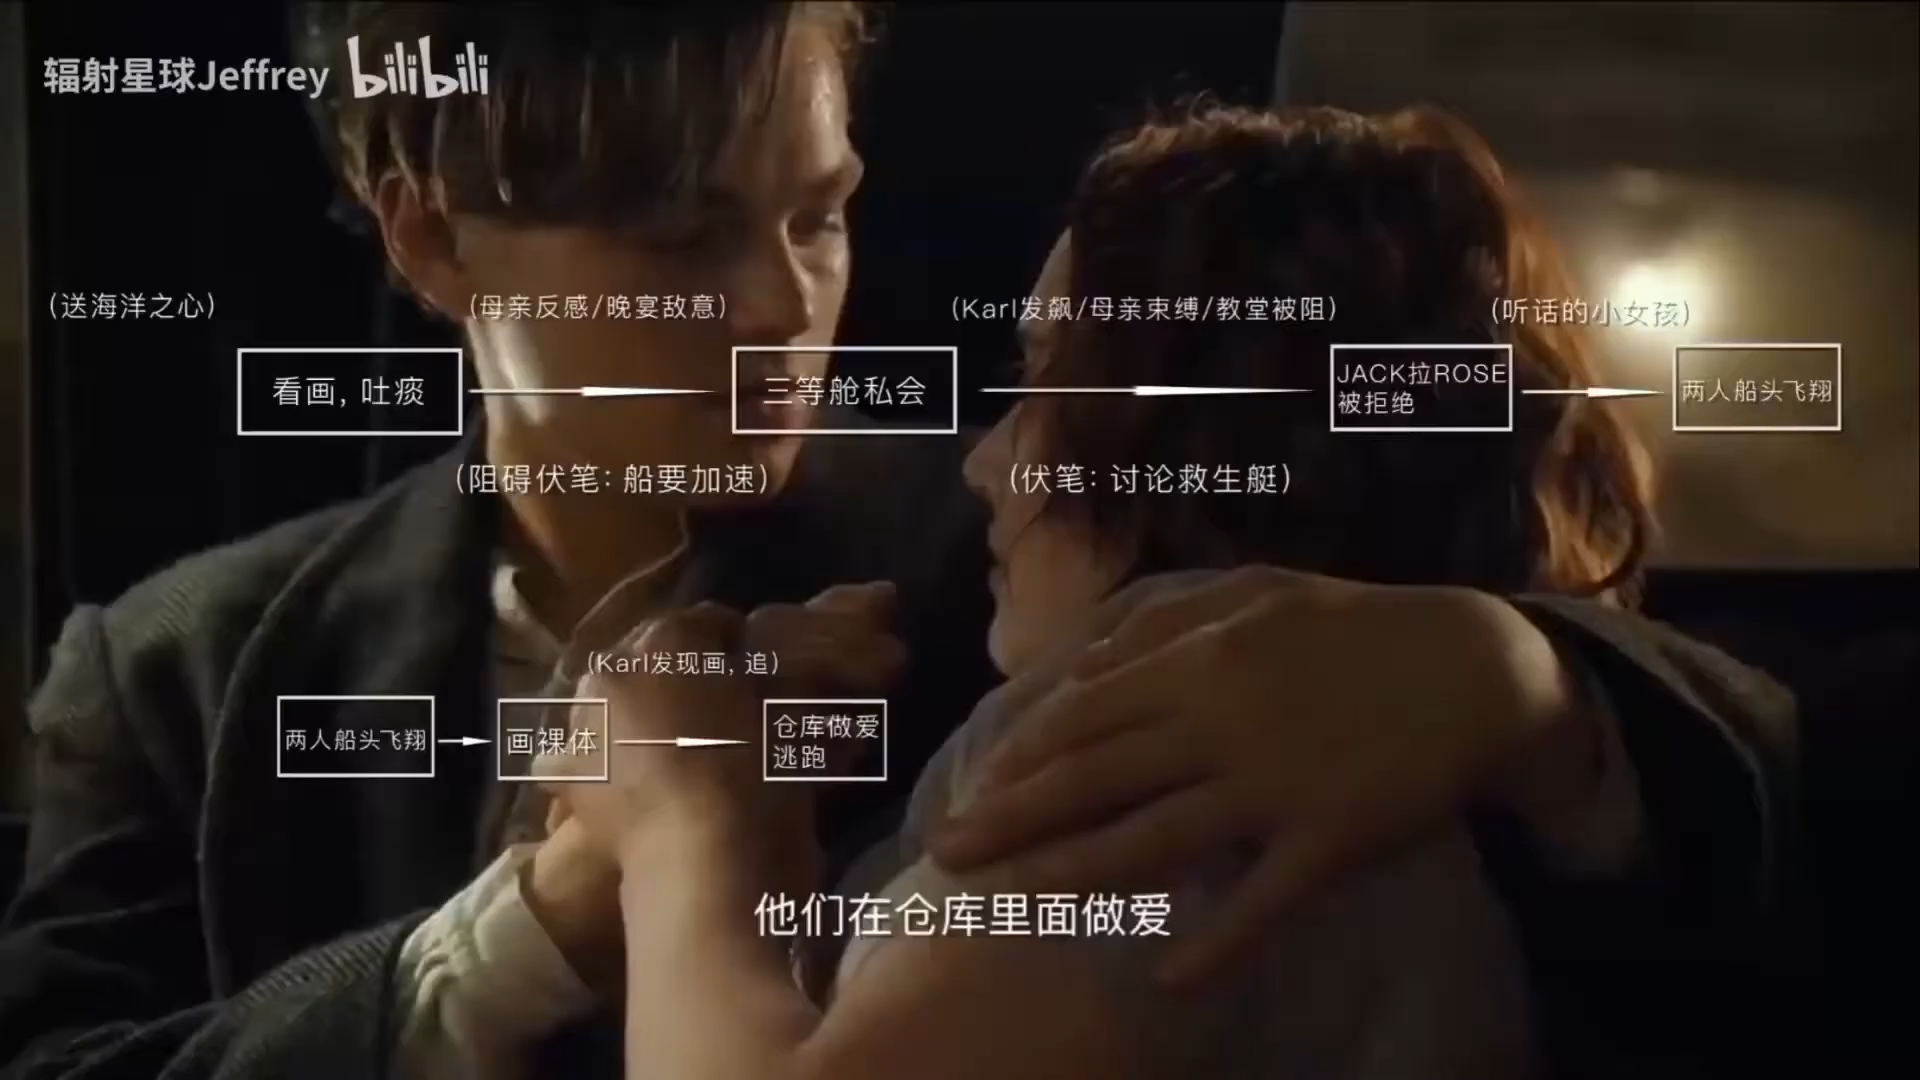 辐射星球Jeffrey bilibili
(送海洋之心)
(母亲反感/晚宴敌意)
(Karl发飙/母亲束缚/教堂被阻)
(听话的小女孩)
看画, 吐痰
三等舱私会
JACK拉ROSE
被拒绝
两人船头飞翔
(阻碍伏笔: 船要加速)
(伏笔: 讨论救生艇)
(Karl发现画, 追)
两人船头飞翔
画裸体
仓库做爱
逃跑
他们在仓库里面做爱